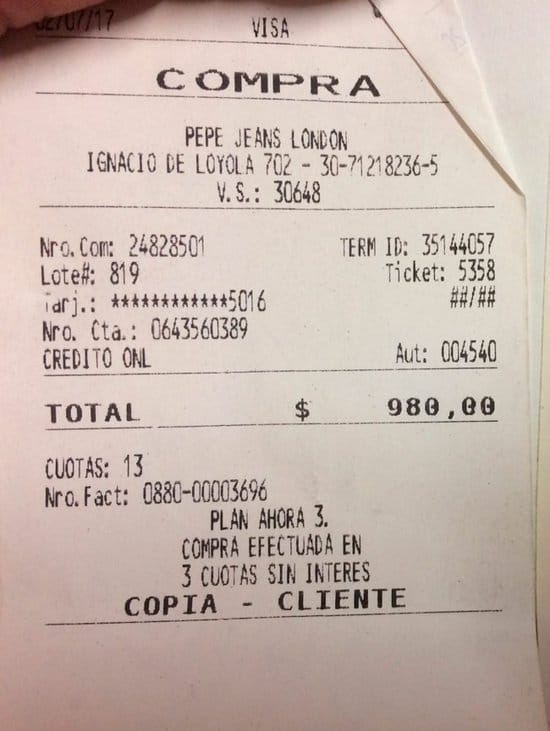 02/07/17 VISA
COMPRA
PEPE JEANS LONDON
IGNACIO DE LOYOLA 702 - 30-71218236-5
V.S.: 30648
Nro.Com: 24828501 TERM ID: 35144057
Lote#: 819 Ticket: 5358
Tarj.: ************5016 ##/##
Nro. Cta.: 0643560389
CREDITO ONL Aut: 004540
TOTAL $ 980,00
CUOTAS: 13
Nro.Fact: 0880-00003696
PLAN AHORA 3.
COMPRA EFECTUADA EN
3 CUOTAS SIN INTERES
COPIA - CLIENTE